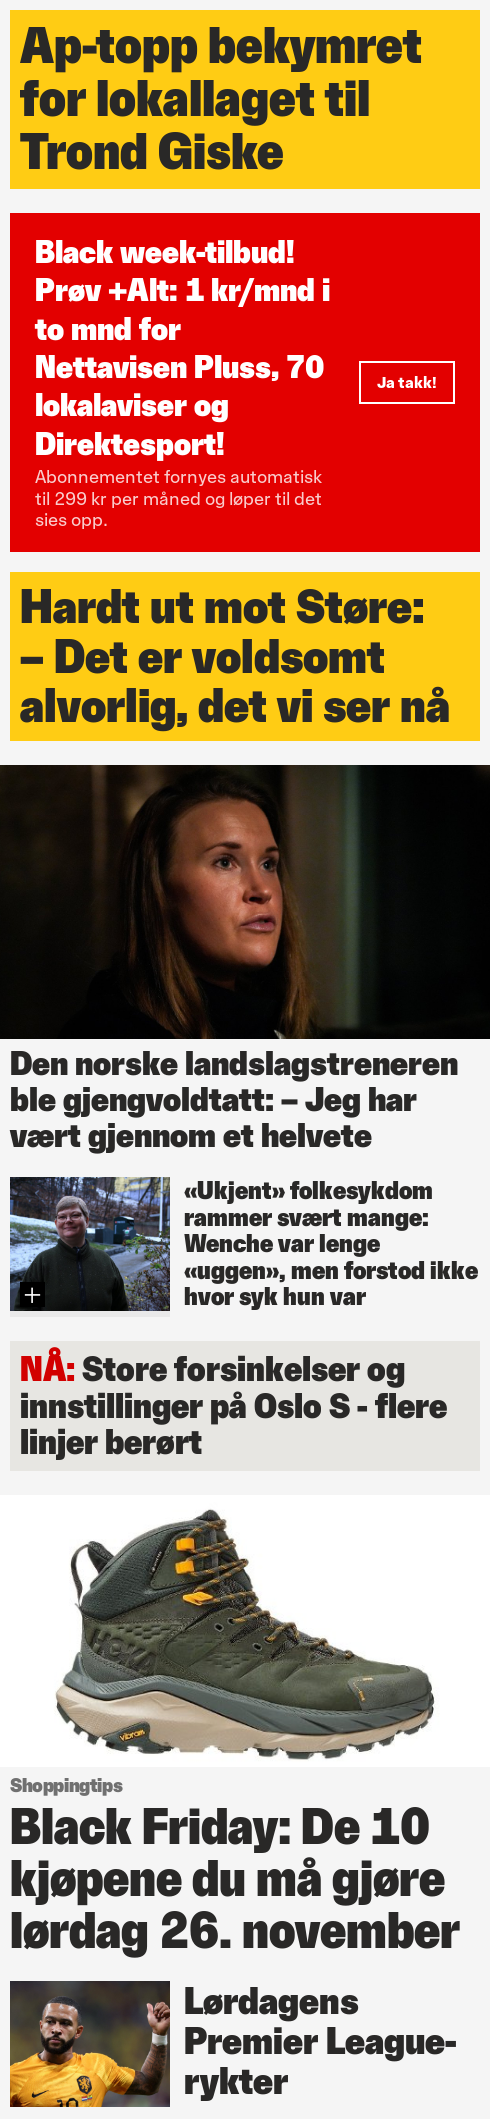 Ap-topp bekymret
for lokallaget til
Trond Giske
Black week-tilbud!
Prøv +Alt: 1 kr/mnd i
to mnd for
Nettavisen Pluss, 70
lokalaviser og
Direktesport!
Abonnementet fornyes automatisk
til 299 kr per måned og løper til det
sies opp.
Ja takk!
Hardt ut mot Støre:
– Det er voldsomt
alvorlig, det vi ser nå
Den norske landslagstreneren
ble gjengvoldtatt: – Jeg har
vært gjennom et helvete
«Ukjent» folkesykdom
rammer svært mange:
Wenche var lenge
«uggen», men forstod ikke
hvor syk hun var
NÅ: Store forsinkelser og
innstillinger på Oslo S - flere
linjer berørt
HOKA
vibram
Shoppingtips
Black Friday: De 10
kjøpene du må gjøre
lørdag 26. november
Lørdagens
Premier League-
rykter
10